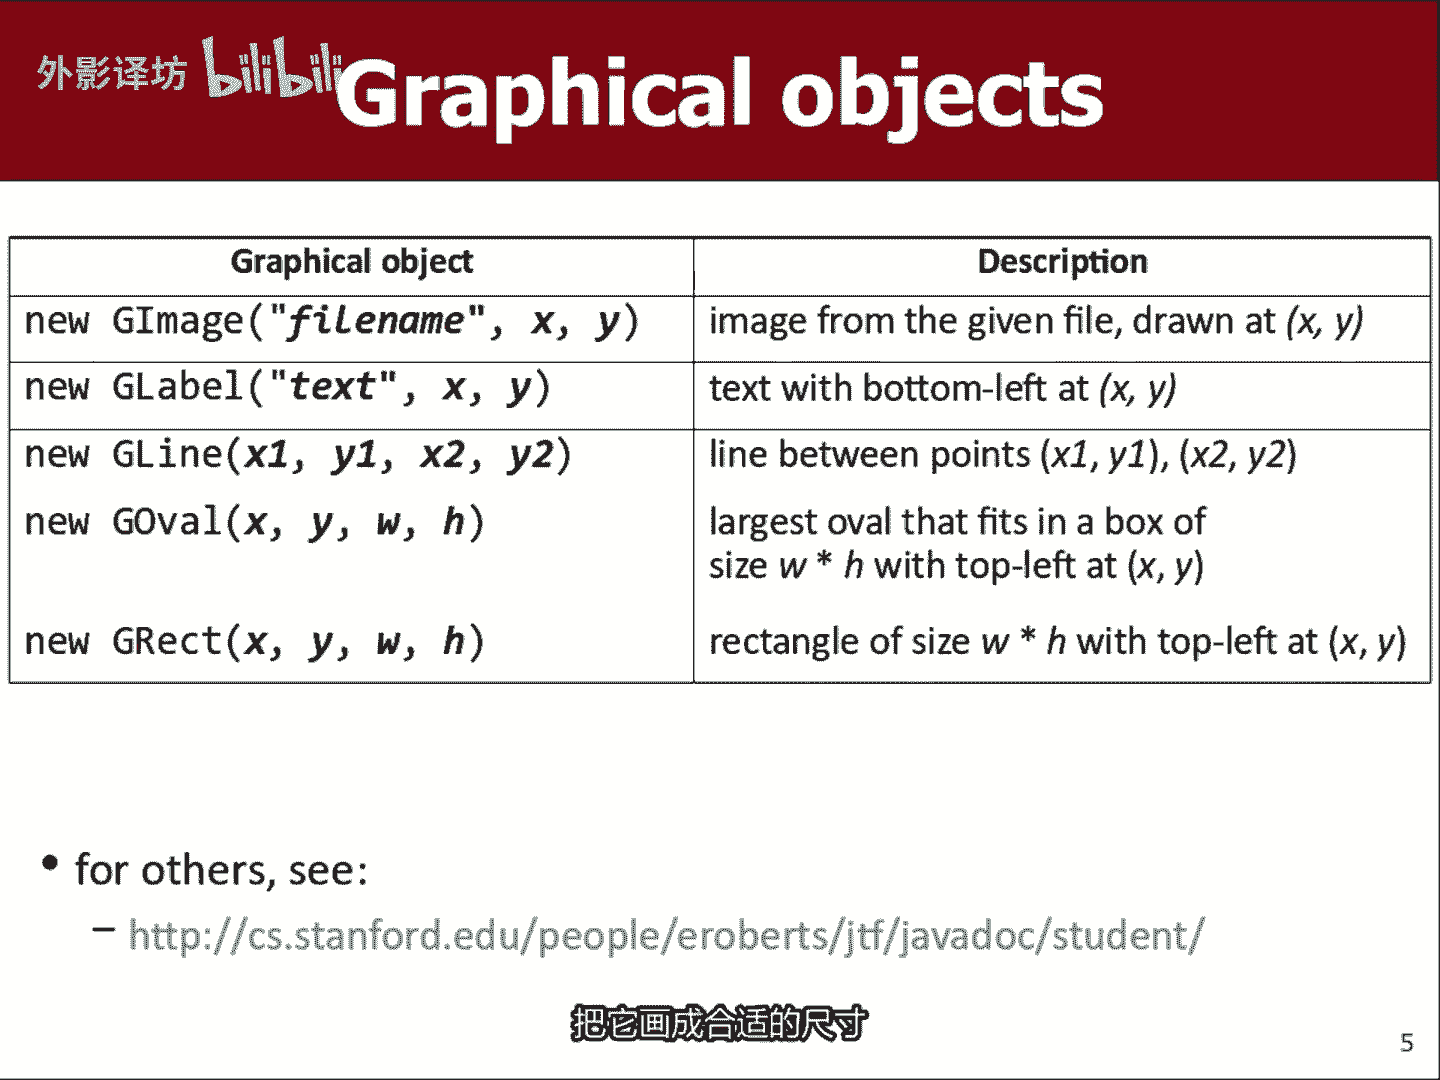 外影译坊 bilibili
Graphical objects
Graphical object Description
new GImage("filename", x, y) image from the given file, drawn at (x, y)
new GLabel("text", x, y) text with bottom-left at (x, y)
new GLine(x1, y1, x2, y2) line between points (x1, y1), (x2, y2)
new GOval(x, y, w, h) largest oval that fits in a box of
size w * h with top-left at (x, y)
new GRect(x, y, w, h) rectangle of size w * h with top-left at (x, y)
• for others, see:
– http://cs.stanford.edu/people/eroberts/jtf/javadoc/student/
把它画成合适的尺寸
5